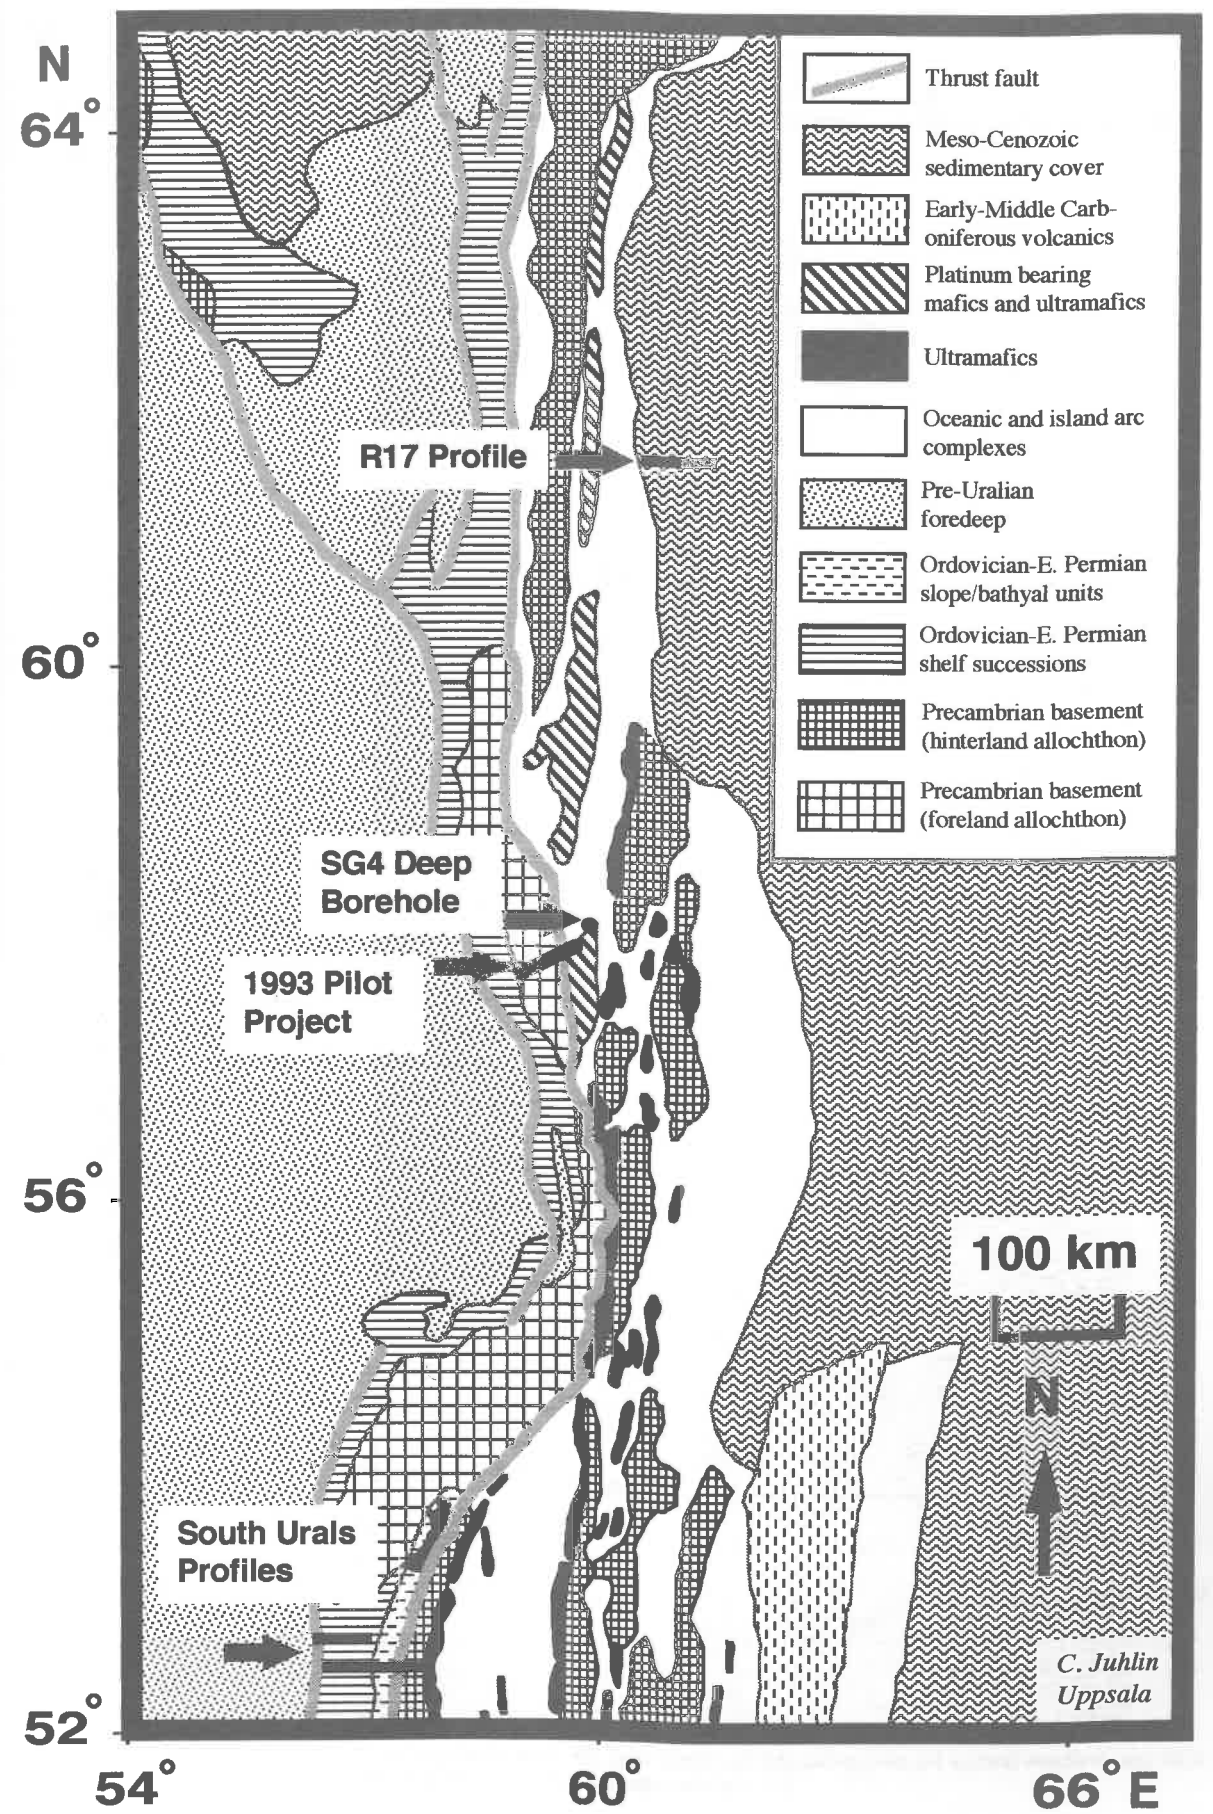 N
64°
60°
56°
52°
54°
60°
66°E
Thrust fault
Meso-Cenozoic
sedimentary cover
Early-Middle Carb-
oniferous volcanics
Platinum bearing
mafics and ultramafics
Ultramafics
Oceanic and island arc
complexes
Pre-Uralian
foredeep
Ordovician-E. Permian
slope/bathyal units
Ordovician-E. Permian
shelf successions
Precambrian basement
(hinterland allochthon)
Precambrian basement
(foreland allochthon)
R17 Profile
SG4 Deep
Borehole
1993 Pilot
Project
South Urals
Profiles
100 km
N
C. Juhlin
Uppsala